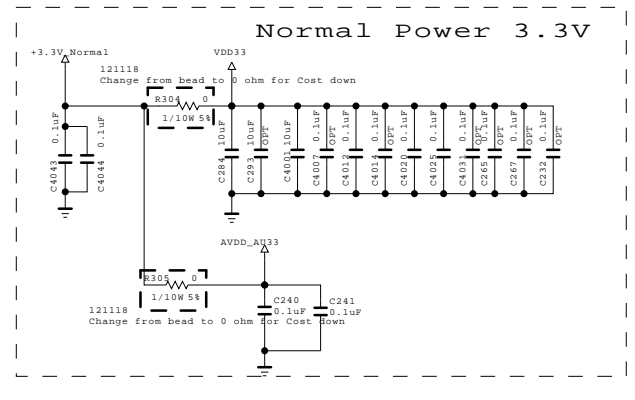 Normal Power 3.3V
+3.3V_Normal
VDD33
121118
Change from bead to 0 ohm for Cost down
R304
0
1/10W 5%
C4043
0.1uF
C4044
0.1uF
C284
10uF
C293
10uF
OPT
C4001
10uF
C4007
0.1uF
OPT
C4012
0.1uF
C4014
0.1uF
OPT
C4020
0.1uF
C4025
0.1uF
C4031
0.1uF
OPT
C265
0.1uF
OPT
C267
0.1uF
OPT
C232
0.1uF
OPT
AVDD_AU33
R305
0
1/10W 5%
121118
Change from bead to 0 ohm for Cost down
C240
0.1uF
C241
0.1uF